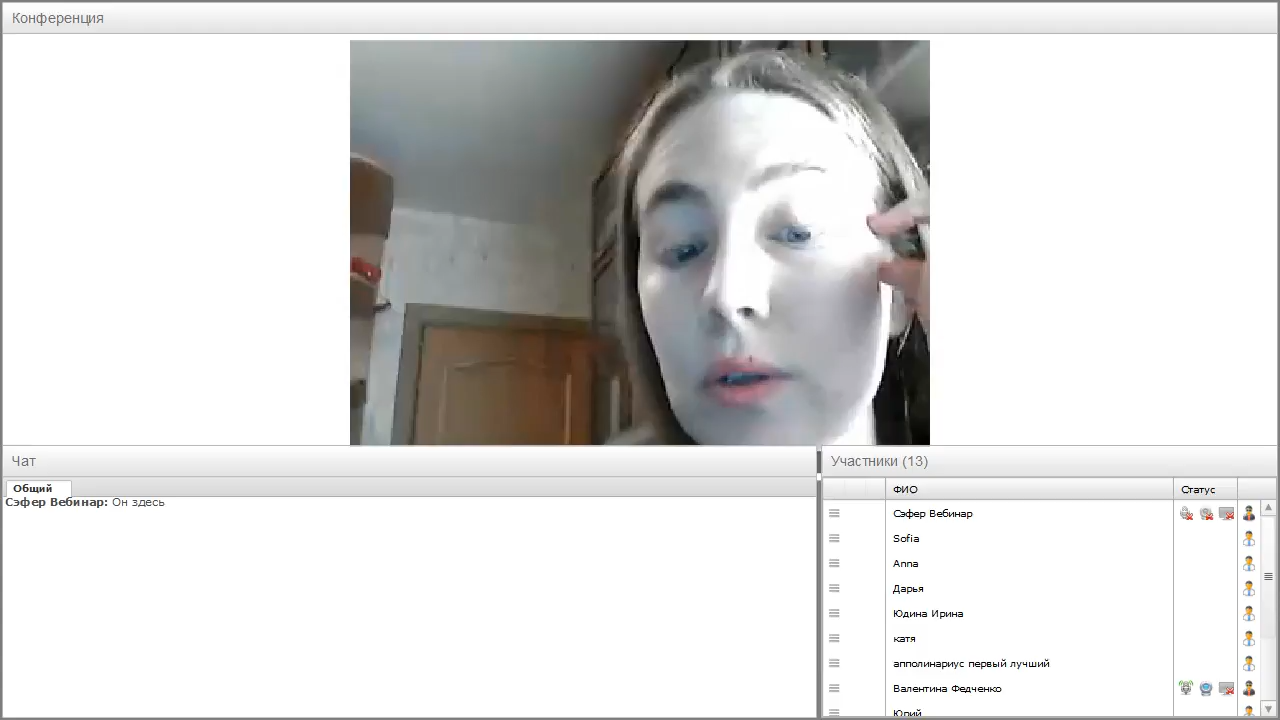 Конференция
Чат
Общий
Сэфер Вебинар: Он здесь
Участники (13)
ФИО Статус
Сэфер Вебинар
Sofia
Anna
Дарья
Юдина Ирина
катя
апполинариус первый лучший
Валентина Федченко
Юрий